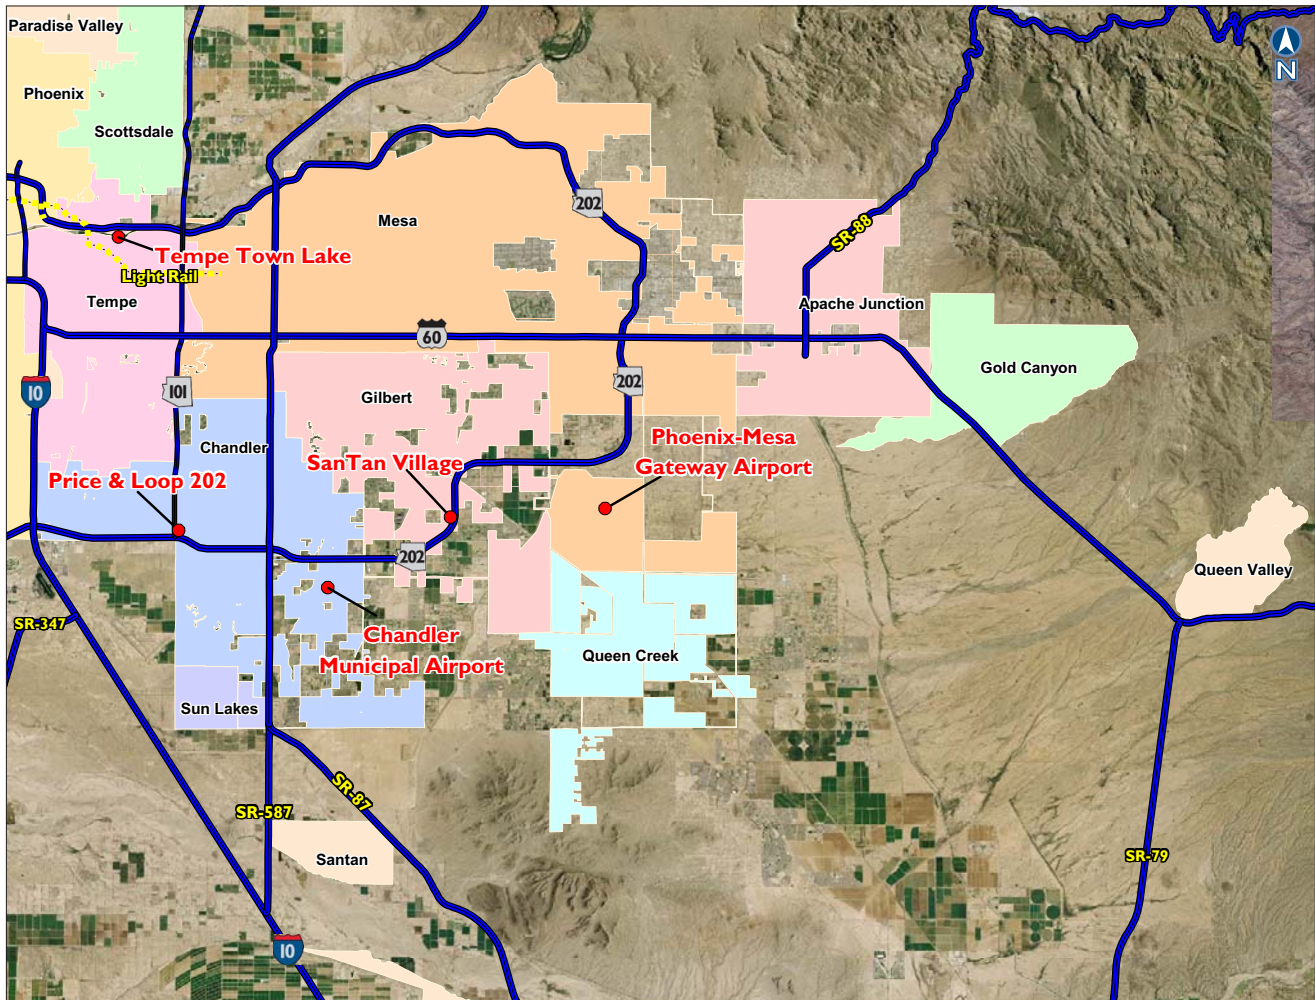 Paradise Valley
N
Phoenix
Scottsdale
202
Mesa
SR-88
Tempe Town Lake
Light Rail
Tempe
Apache Junction
60
Gold Canyon
10
101
202
Gilbert
Chandler
Phoenix-Mesa
Gateway Airport
SanTan Village
Price & Loop 202
202
Queen Valley
SR-347
Chandler
Municipal Airport
Queen Creek
Sun Lakes
SR-87
SR-587
Santan
SR-79
10